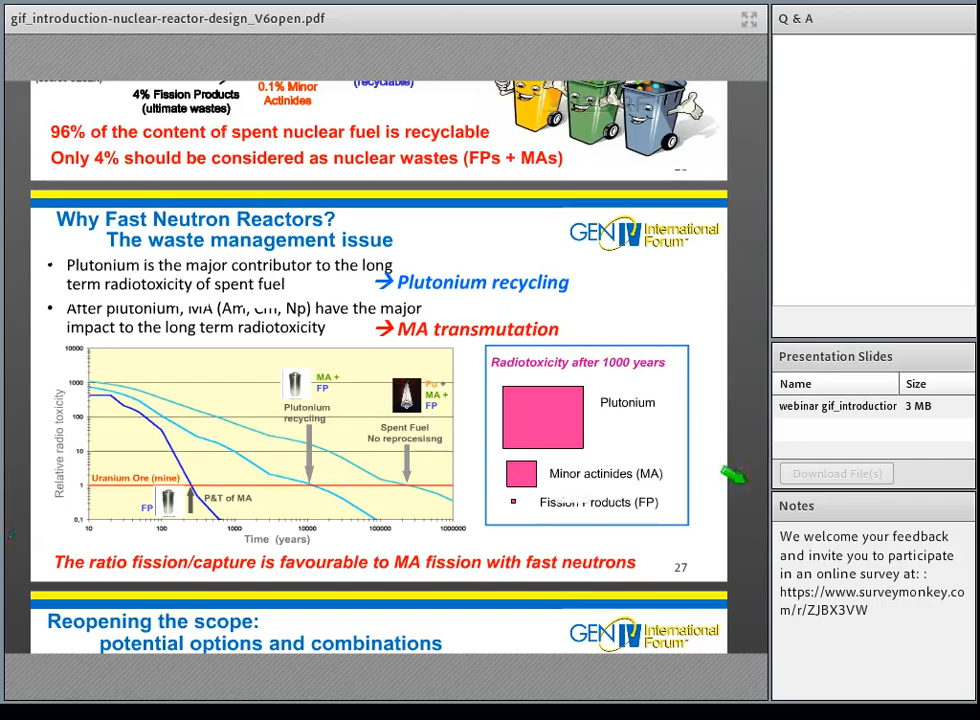 gif_introduction-nuclear-reactor-design_V6open.pdf
4% Fission Products
(ultimate wastes)
0.1% Minor
Actinides
(recyclable)
96% of the content of spent nuclear fuel is recyclable
Only 4% should be considered as nuclear wastes (FPs + MAs)
Why Fast Neutron Reactors?
The waste management issue
GEN IV International
Forum™
• Plutonium is the major contributor to the long
term radiotoxicity of spent fuel
→ Plutonium recycling
• After plutonium, MA (Am, Cm, Np) have the major
impact to the long term radiotoxicity
→ MA transmutation
Relative radio toxicity
10000
1000
100
10
1
0,1
MA +
FP
Plutonium
recycling
Pu +
MA +
FP
Spent Fuel
No reprocesisng
Uranium Ore (mine)
FP
P&T of MA
10
100
1000
10000
100000
1000000
Time (years)
Radiotoxicity after 1000 years
Plutonium
Minor actinides (MA)
Fission Products (FP)
The ratio fission/capture is favourable to MA fission with fast neutrons
27
Reopening the scope:
potential options and combinations
GEN IV International
Forum™
Q & A
Presentation Slides
Name
Size
webinar gif_introductior
3 MB
Download File(s)
Notes
We welcome your feedback
and invite you to participate
in an online survey at: :
https://www.surveymonkey.co
m/r/ZJBX3VW